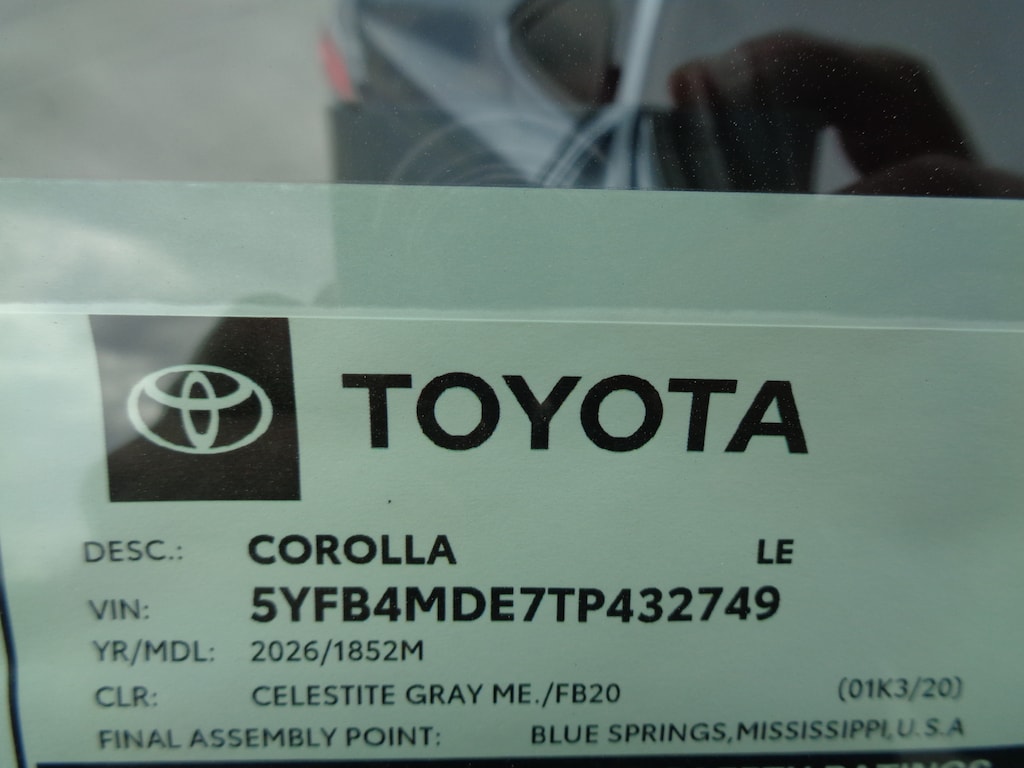 TOYOTA
DESC.: COROLLA LE
VIN: 5YFB4MDE7TP432749
YR/MDL: 2026/1852M
CLR: CELESTITE GRAY ME./FB20 (01K3/20)
FINAL ASSEMBLY POINT: BLUE SPRINGS, MISSISSIPPI, U.S.A
RATINGS